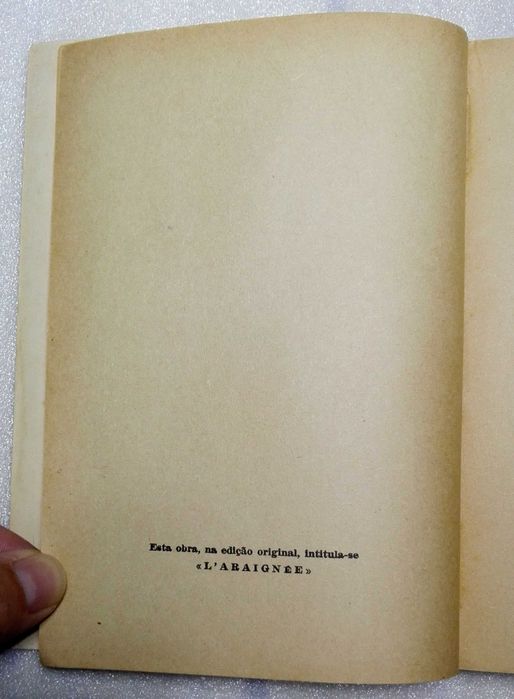 Esta obra, na edição original, intitula-se
«L'ARAIGNÉE»